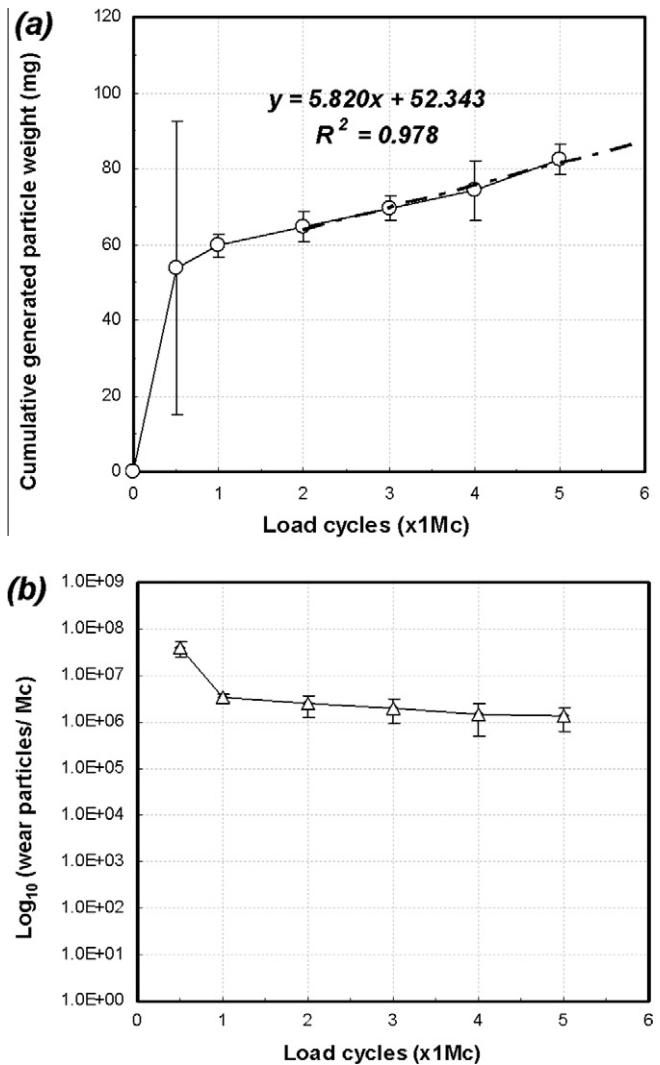 (a)
120
100
80
60
40
20
0
Cumulative generated particle weight (mg)
y = 5.820x + 52.343
R² = 0.978
0 1 2 3 4 5 6
Load cycles (x1Mc)
(b)
1.0E+09
1.0E+08
1.0E+07
1.0E+06
1.0E+05
1.0E+04
1.0E+03
1.0E+02
1.0E+01
1.0E+00
Log₁₀ (wear particles/ Mc)
0 1 2 3 4 5 6
Load cycles (x1Mc)